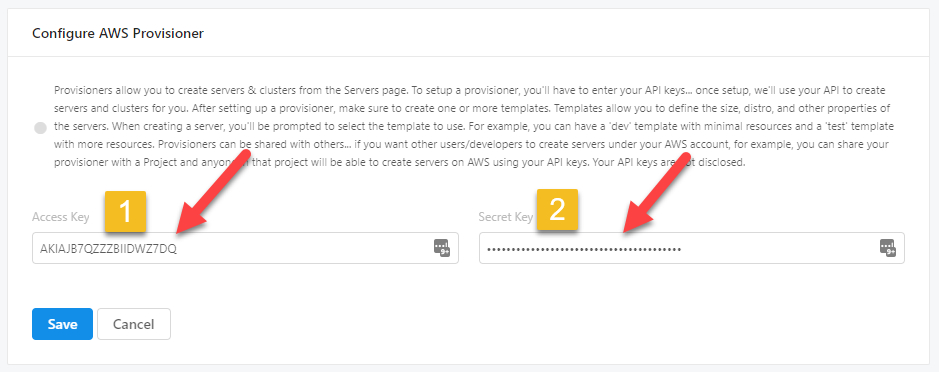 Configure AWS Provisioner
Provisioners allow you to create servers & clusters from the Servers page. To setup a provisioner, you'll have to enter your API keys... once setup, we'll use your API to create
servers and clusters for you. After setting up a provisioner, make sure to create one or more templates. Templates allow you to define the size, distro, and other properties of
the servers. When creating a server, you'll be prompted to select the template to use. For example, you can have a 'dev' template with minimal resources and a 'test' template
with more resources. Provisioners can be shared with others... if you want other users/developers to create servers under your AWS account, for example, you can share your
provisioner with a Project and anyone in that project will be able to create servers on AWS using your API keys. Your API keys are not disclosed.
Access Key 1 Secret Key 2
AKIAJB7QZZZBIIDWZ7DQ 9+ ••••••••••••••••••••••••••••••••••••••• 9+
Save Cancel